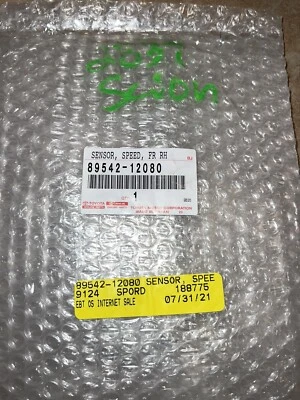 2007
Scion
SENSOR, SPEED, FR RH
89542-12080
1
89542-12080 SENSOR, SPEE
9124 SPORD 188775
EBT OS INTERNET SALE 07/31/21